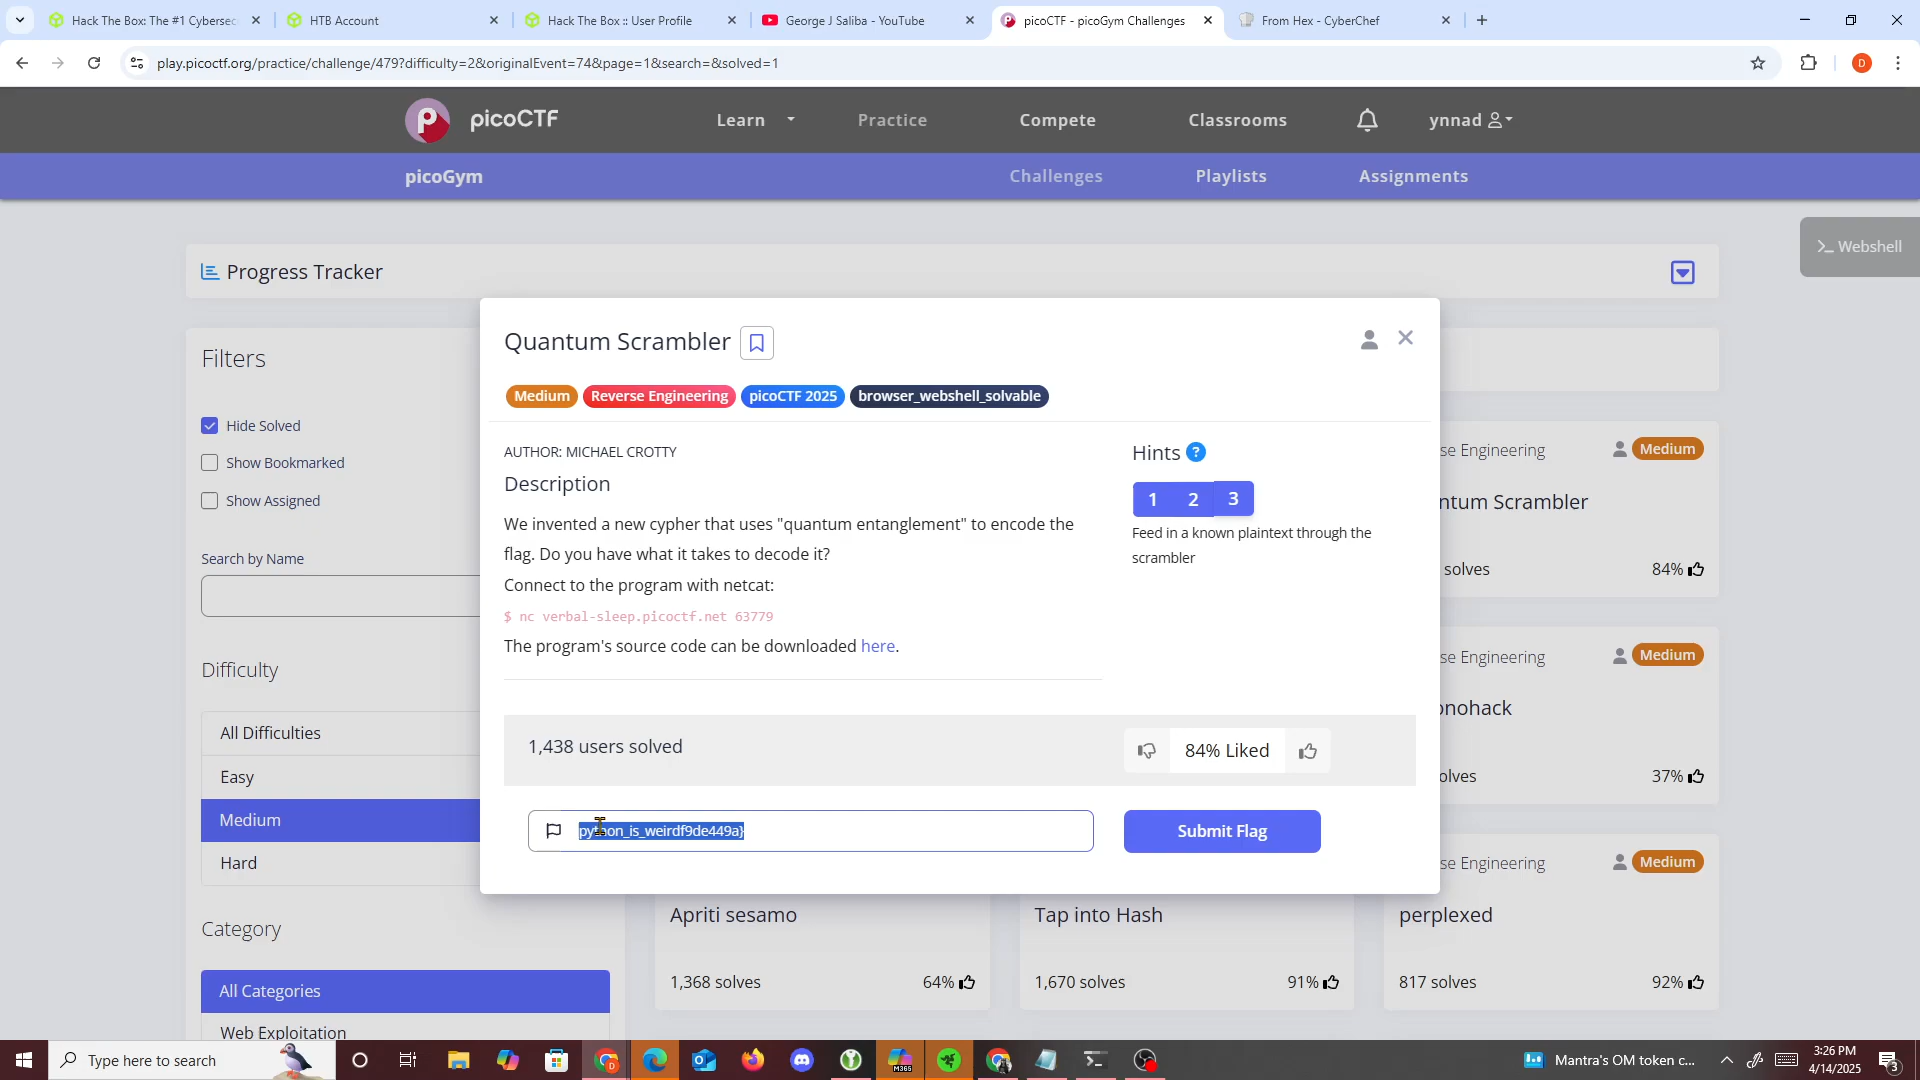 Hack The Box: The #1 Cybersec
HTB Account
Hack The Box :: User Profile
George J Saliba - YouTube
picoCTF - picoGym Challenges
From Hex - CyberChef
play.picoctf.org/practice/challenge/479?difficulty=2&originalEvent=74&page=1&search=&solved=1
D
picoCTF
Learn
Practice
Compete
Classrooms
ynnad
picoGym
Challenges
Playlists
Assignments
>_ Webshell
Progress Tracker
Filters
Hide Solved
Show Bookmarked
Show Assigned
Search by Name
Difficulty
All Difficulties
Easy
Medium
Hard
Category
All Categories
Web Exploitation
Quantum Scrambler
Medium
Reverse Engineering
picoCTF 2025
browser_webshell_solvable
AUTHOR: MICHAEL CROTTY
Description
We invented a new cypher that uses "quantum entanglement" to encode the
flag. Do you have what it takes to decode it?
Connect to the program with netcat:
$ nc verbal-sleep.picoctf.net 63779
The program's source code can be downloaded here.
Hints ?
1 2 3
Feed in a known plaintext through the
scrambler
1,438 users solved
84% Liked
python_is_weirdf9de449a}
Submit Flag
se Engineering
Medium
ntum Scrambler
solves
84%
se Engineering
Medium
onohack
olves
37%
se Engineering
Medium
Apriti sesamo
1,368 solves
64%
Tap into Hash
1,670 solves
91%
perplexed
817 solves
92%
Type here to search
M365
D
Mantra's OM token c...
3:26 PM
4/14/2025
3